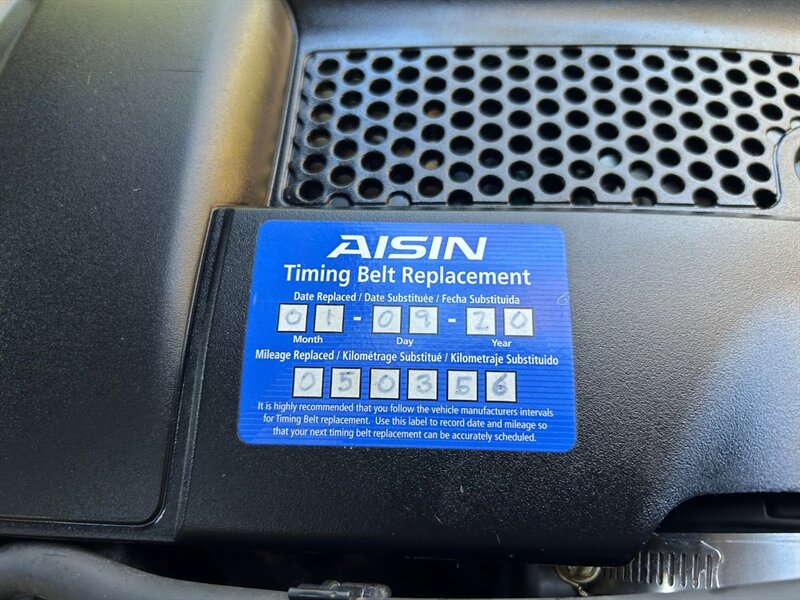 AISIN
Timing Belt Replacement
Date Replaced / Date Substituée / Fecha Substituida
01-09-20
Month Day Year
Mileage Replaced / Kilométrage Substitué / Kilometraje Substituido
050356
It is highly recommended that you follow the vehicle manufacturers intervals
for Timing Belt replacement. Use this label to record date and mileage so
that your next timing belt replacement can be accurately scheduled.